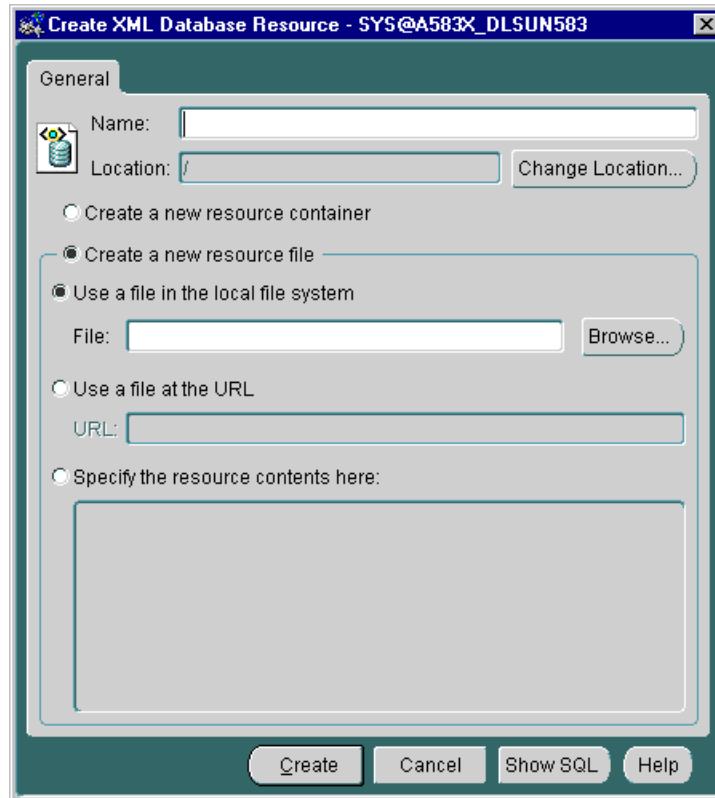 Create XML Database Resource - SYS@A583X_DLSUN583
General
Name:
Location: / Change Location...
Create a new resource container
Create a new resource file
Use a file in the local file system
File: Browse...
Use a file at the URL
URL:
Specify the resource contents here:
Create Cancel Show SQL Help